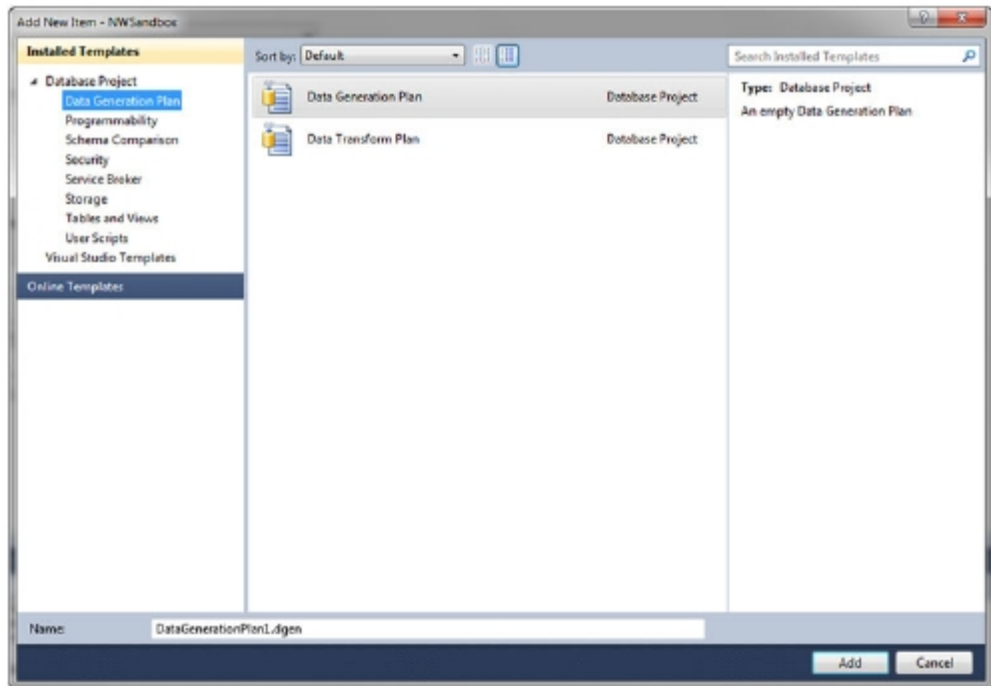 Add New Item - NWSandbox
Installed Templates
Database Project
Data Generation Plan
Programmability
Schema Comparison
Security
Service Broker
Storage
Tables and Views
User Scripts
Visual Studio Templates
Online Templates
Sort by: Default
Data Generation Plan Database Project
Data Transform Plan Database Project
Search Installed Templates
Type: Database Project
An empty Data Generation Plan
Name: DataGenerationPlan1.dgen
Add Cancel